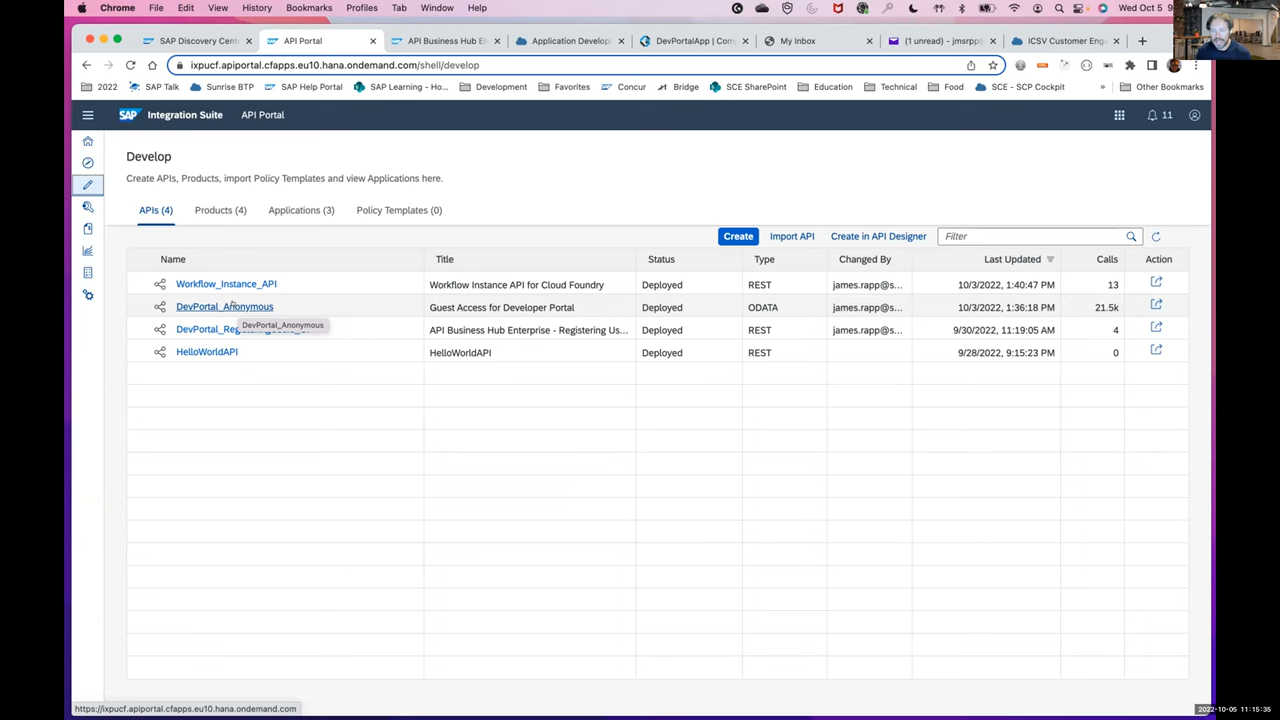 Chrome File Edit View History Bookmarks Profiles Tab Window Help Wed Oct 5 9
SAP Discovery Cent API Portal API Business Hub Application Develop DevPortalApp | Com My Inbox (1 unread) - jmsrpp@ ICSV Customer Eng
ixpucf.apiportal.cfapps.eu10.hana.ondemand.com/shell/develop
2022 SAP Talk Sunrise BTP SAP Help Portal SAP Learning - Ho... Development Favorites Concur Bridge SCE SharePoint Education Technical Food SCE - SCP Cockpit » Other Bookmarks
SAP Integration Suite API Portal 11
Develop
Create APIs, Products, import Policy Templates and view Applications here.
APIs (4) Products (4) Applications (3) Policy Templates (0)
Create Import API Create in API Designer Filter
Name Title Status Type Changed By Last Updated Calls Action
Workflow_Instance_API Workflow Instance API for Cloud Foundry Deployed REST james.rapp@s... 10/3/2022, 1:40:47 PM 13
DevPortal_Anonymous Guest Access for Developer Portal Deployed ODATA james.rapp@s... 10/3/2022, 1:36:18 PM 21.5k
DevPortal_Anonymous
API Business Hub Enterprise - Registering Us... Deployed REST james.rapp@s... 9/30/2022, 11:19:05 AM 4
HelloWorldAPI HelloWorldAPI Deployed REST 9/28/2022, 9:15:23 PM 0
https://ixpucf.apiportal.cfapps.eu10.hana.ondemand.com
2022-10-05 11:15:35